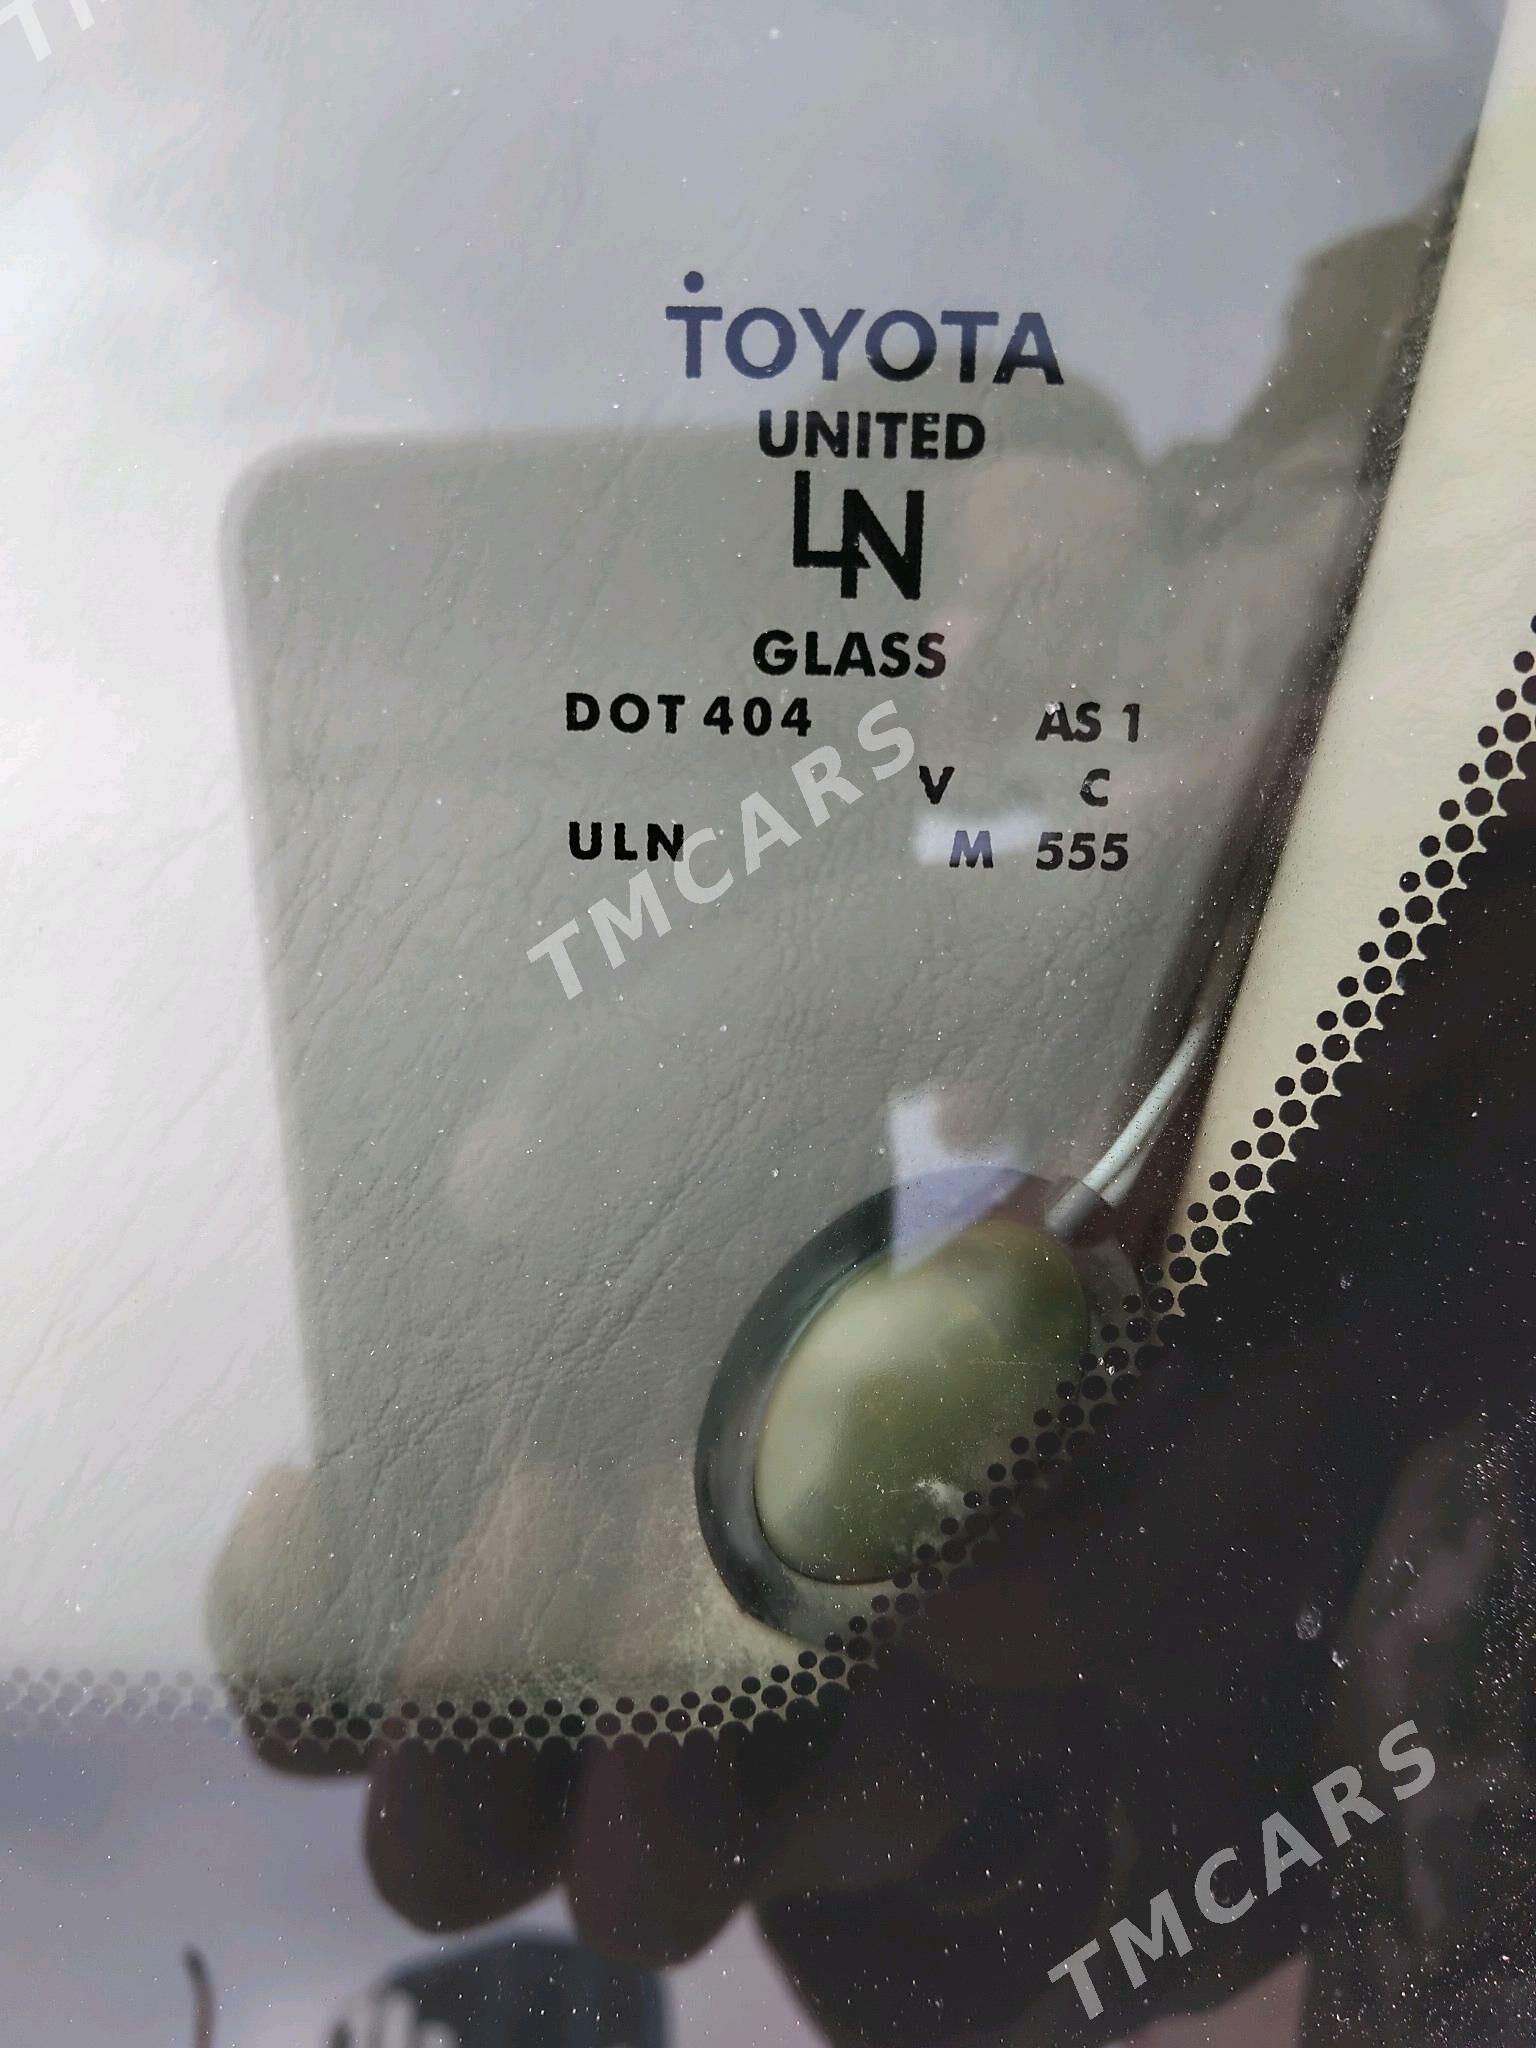 TOYOTA
UNITED
LN
GLASS
DOT 404 AS 1
V C
ULN M 555
TMCARS
TMCARS